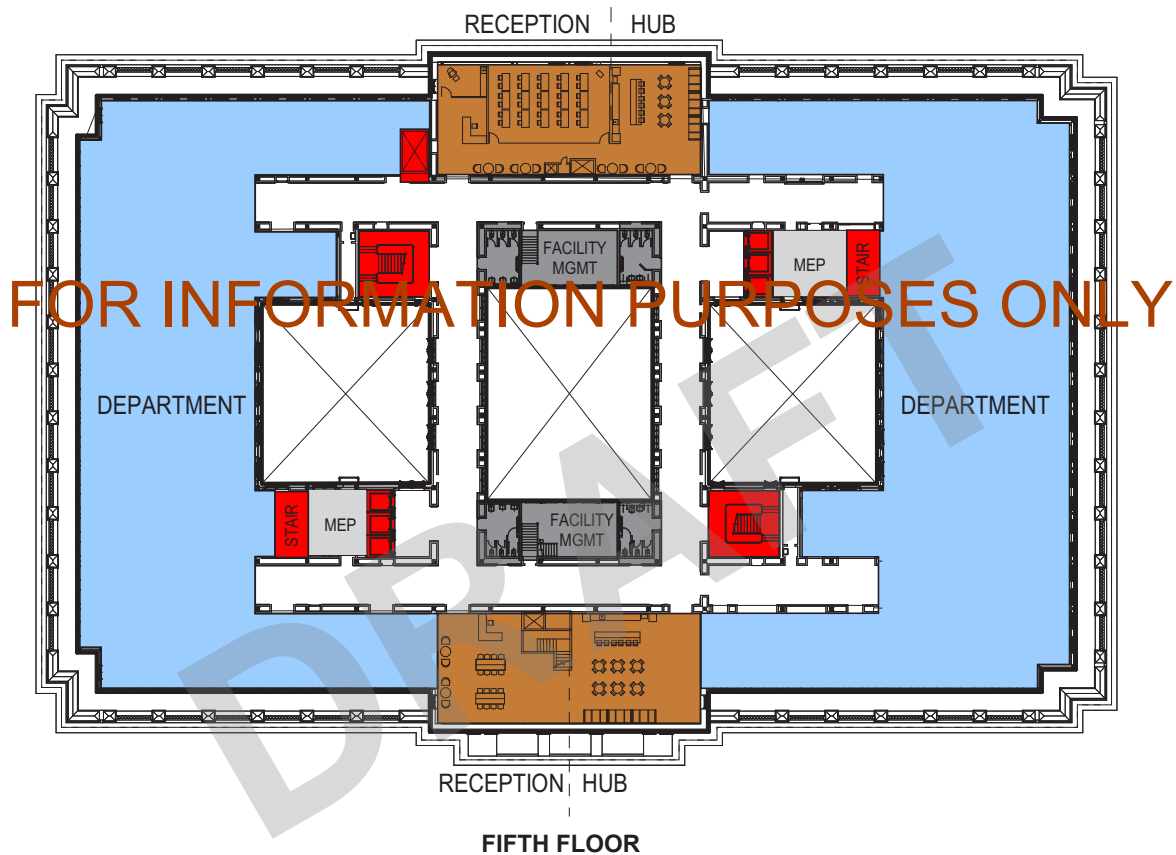 RECEPTION HUB
FACILITY
MGMT
MEP
STAIR
FOR INFORMATION PURPOSES ONLY
DEPARTMENT
DEPARTMENT
DRAFT
STAIR
MEP
FACILITY
MGMT
RECEPTION HUB
FIFTH FLOOR